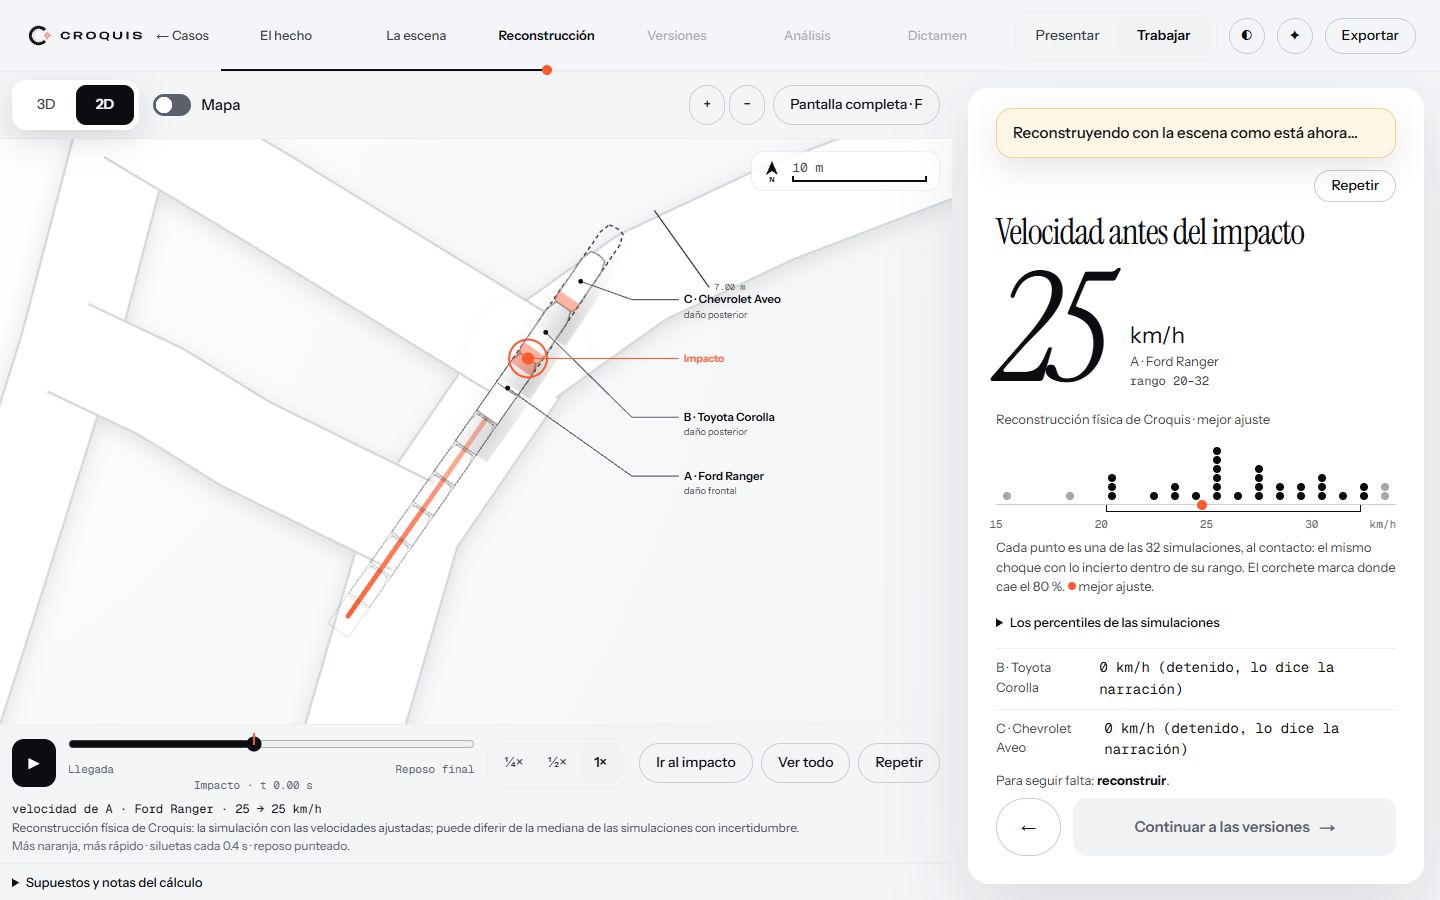 CROQUIS
← Casos
El hecho
La escena
Reconstrucción
Versiones
Análisis
Dictamen
Presentar
Trabajar
Exportar
3D
2D
Mapa
+
−
Pantalla completa · F
N
10 m
7.00 m
C · Chevrolet Aveo
daño posterior
Impacto
B · Toyota Corolla
daño posterior
A · Ford Ranger
daño frontal
Llegada
Reposo final
Impacto · t 0.00 s
¼×
½×
1×
Ir al impacto
Ver todo
Repetir
velocidad de A · Ford Ranger · 25 → 25 km/h
Reconstrucción física de Croquis: la simulación con las velocidades ajustadas; puede diferir de la mediana de las simulaciones con incertidumbre.
Más naranja, más rápido · siluetas cada 0.4 s · reposo punteado.
Supuestos y notas del cálculo
Reconstruyendo con la escena como está ahora…
Repetir
Velocidad antes del impacto
25
km/h
A · Ford Ranger
rango 20–32
Reconstrucción física de Croquis · mejor ajuste
15 20 25 30 km/h
Cada punto es una de las 32 simulaciones, al contacto: el mismo
choque con lo incierto dentro de su rango. El corchete marca donde
cae el 80 %. mejor ajuste.
Los percentiles de las simulaciones
B · Toyota Corolla
0 km/h (detenido, lo dice la narración)
C · Chevrolet Aveo
0 km/h (detenido, lo dice la narración)
Para seguir falta: reconstruir.
←
Continuar a las versiones →